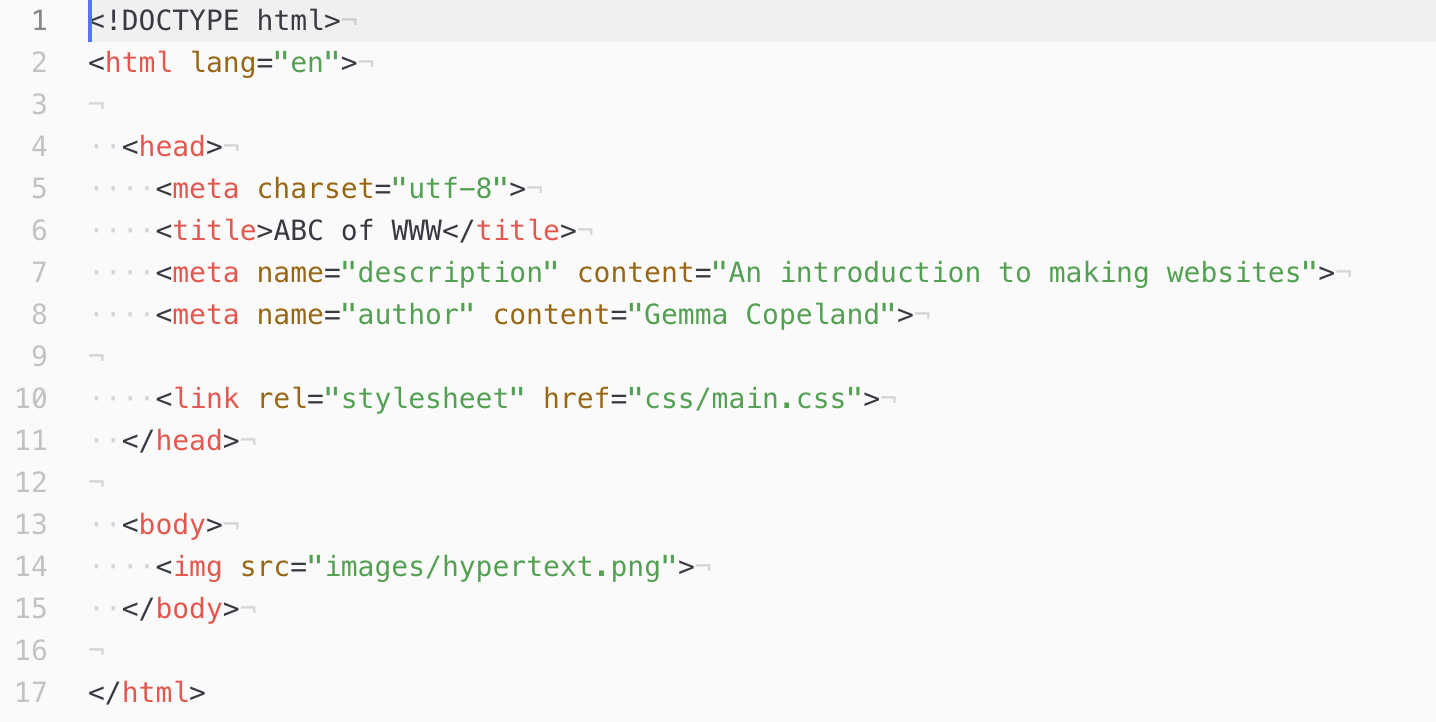 1 <!DOCTYPE html>¬
2 <html lang="en">¬
3 ¬
4 ··<head>¬
5 ····<meta charset="utf-8">¬
6 ····<title>ABC of WWW</title>¬
7 ····<meta name="description" content="An introduction to making websites">¬
8 ····<meta name="author" content="Gemma Copeland">¬
9 ¬
10 ····<link rel="stylesheet" href="css/main.css">¬
11 ··</head>¬
12 ¬
13 ··<body>¬
14 ····<img src="images/hypertext.png">¬
15 ··</body>¬
16 ¬
17 </html>